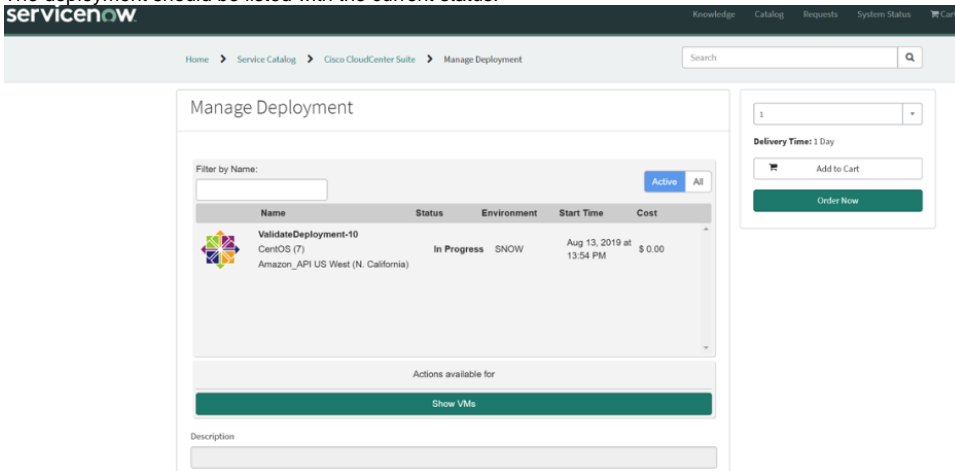 The deployment should be listed with the current status.
servicenow
Knowledge Catalog Requests System Status Cart
Home > Service Catalog > Cisco CloudCenter Suite > Manage Deployment
Search
Manage Deployment
1
Delivery Time: 1 Day
Add to Cart
Order Now
Filter by Name:
Active All
Name Status Environment Start Time Cost
ValidateDeployment-10
CentOS (7)
Amazon_API US West (N. California)
In Progress SNOW
Aug 13, 2019 at
13:54 PM
$ 0.00
Actions available for
Show VMs
Description